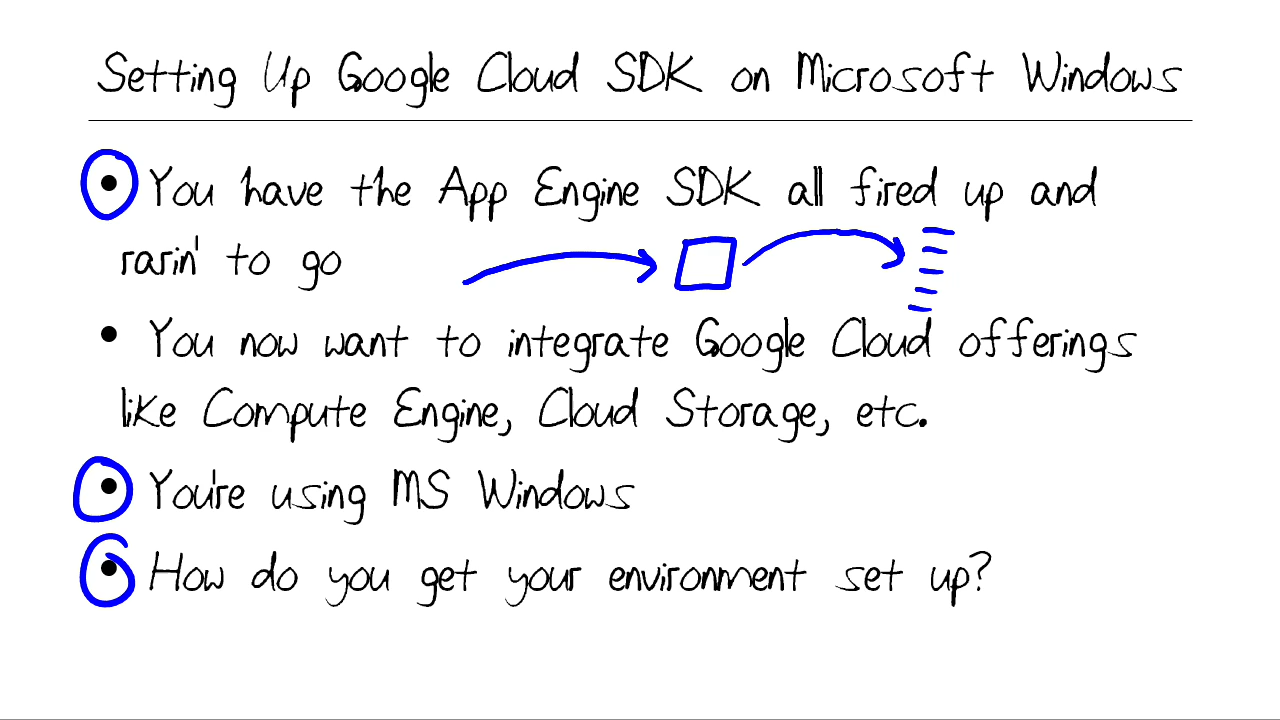 Setting Up Google Cloud SDK on Microsoft Windows
• You have the App Engine SDK all fired up and
rarin' to go
• You now want to integrate Google Cloud offerings
like Compute Engine, Cloud Storage, etc.
• You're using MS Windows
• How do you get your environment set up?